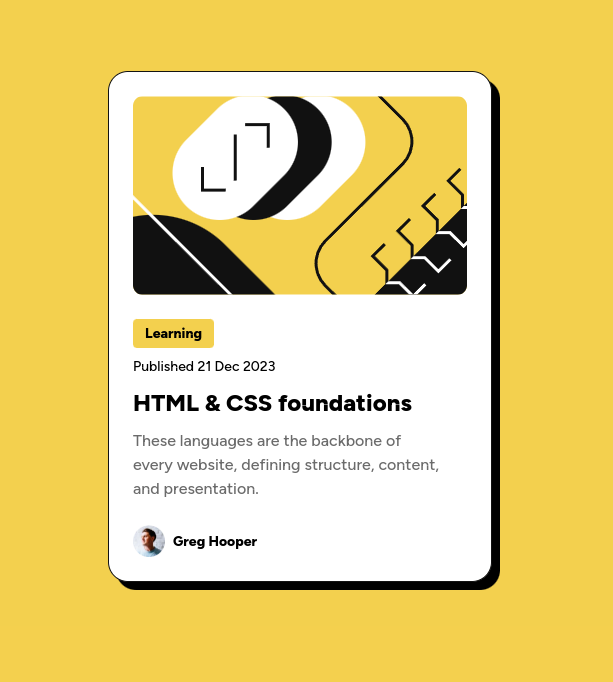 Learning
Published 21 Dec 2023
HTML & CSS foundations
These languages are the backbone of
every website, defining structure, content,
and presentation.
Greg Hooper